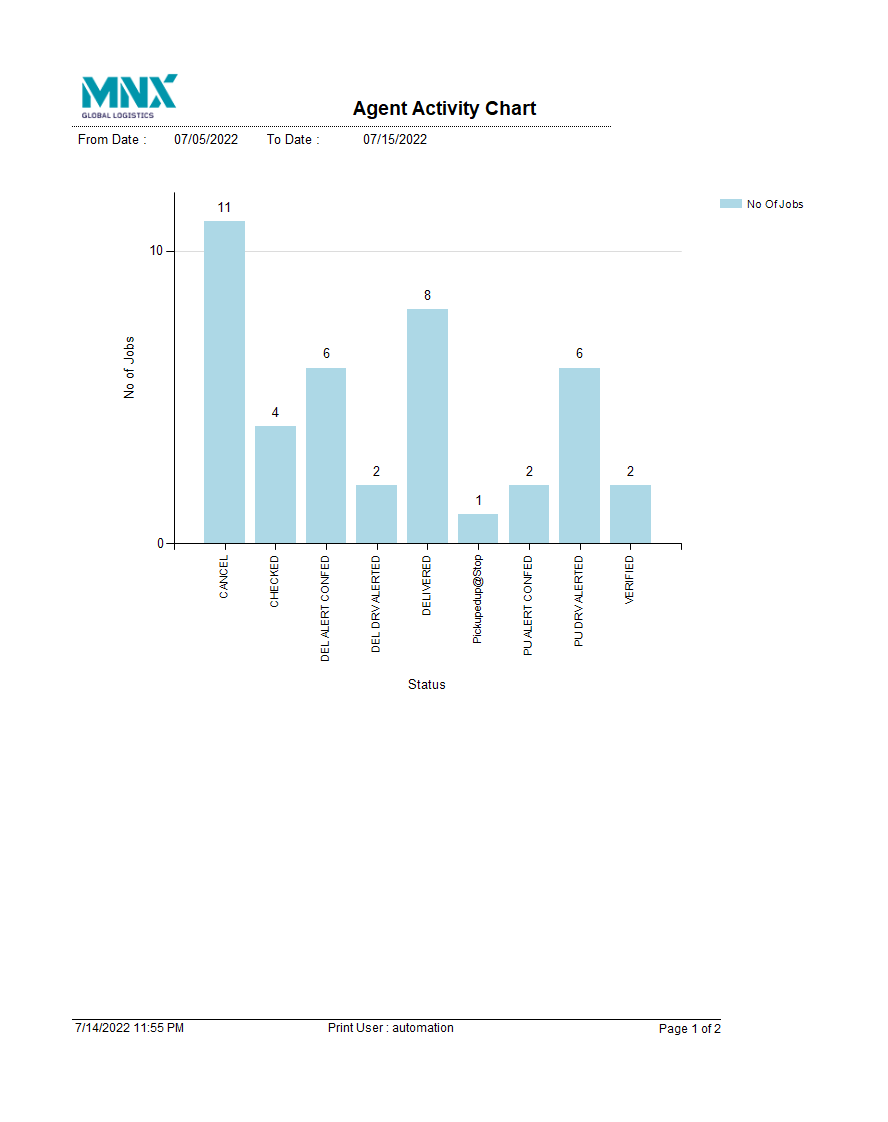 MNX
GLOBAL LOGISTICS
Agent Activity Chart
From Date : 07/05/2022 To Date : 07/15/2022
No Of Jobs
11
10
8
6
6
4
2
2
2
1
0
No of Jobs
CANCEL
CHECKED
DEL ALERT CONFED
DEL DRV ALERTED
DELIVERED
Pickupedup@Stop
PU ALERT CONFED
PU DRV ALERTED
VERIFIED
Status
7/14/2022 11:55 PM Print User : automation Page 1 of 2